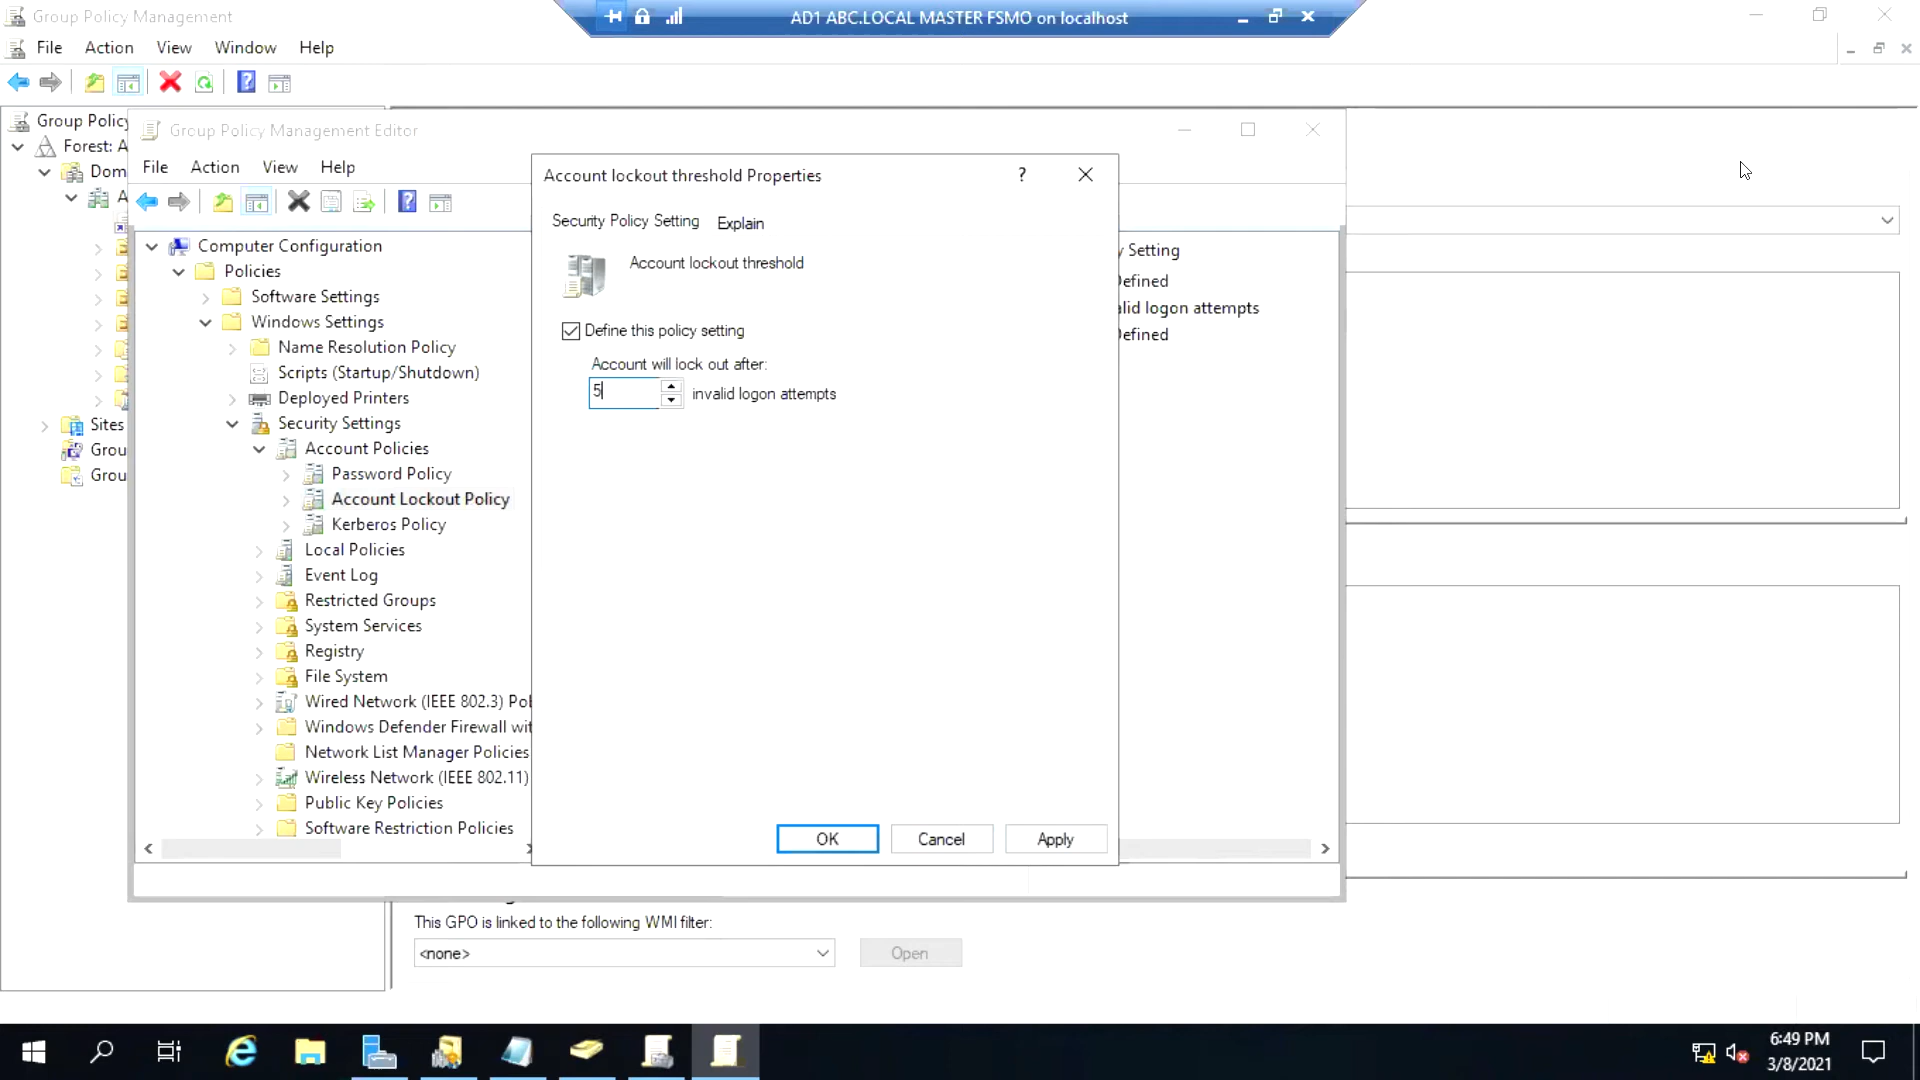 Group Policy Management
AD1 ABC.LOCAL MASTER FSMO on localhost
File Action View Window Help
Group Policy
Forest: A
Dom
A
Sites
Grou
Grou
Group Policy Management Editor
File Action View Help
Computer Configuration
Policies
Software Settings
Windows Settings
Name Resolution Policy
Scripts (Startup/Shutdown)
Deployed Printers
Security Settings
Account Policies
Password Policy
Account Lockout Policy
Kerberos Policy
Local Policies
Event Log
Restricted Groups
System Services
Registry
File System
Wired Network (IEEE 802.3) Pol
Windows Defender Firewall wit
Network List Manager Policies
Wireless Network (IEEE 802.11)
Public Key Policies
Software Restriction Policies
y Setting
Defined
alid logon attempts
Defined
Account lockout threshold Properties
?
Security Policy Setting Explain
Account lockout threshold
Define this policy setting
Account will lock out after:
5 invalid logon attempts
OK Cancel Apply
This GPO is linked to the following WMI filter:
<none> Open
6:49 PM
3/8/2021